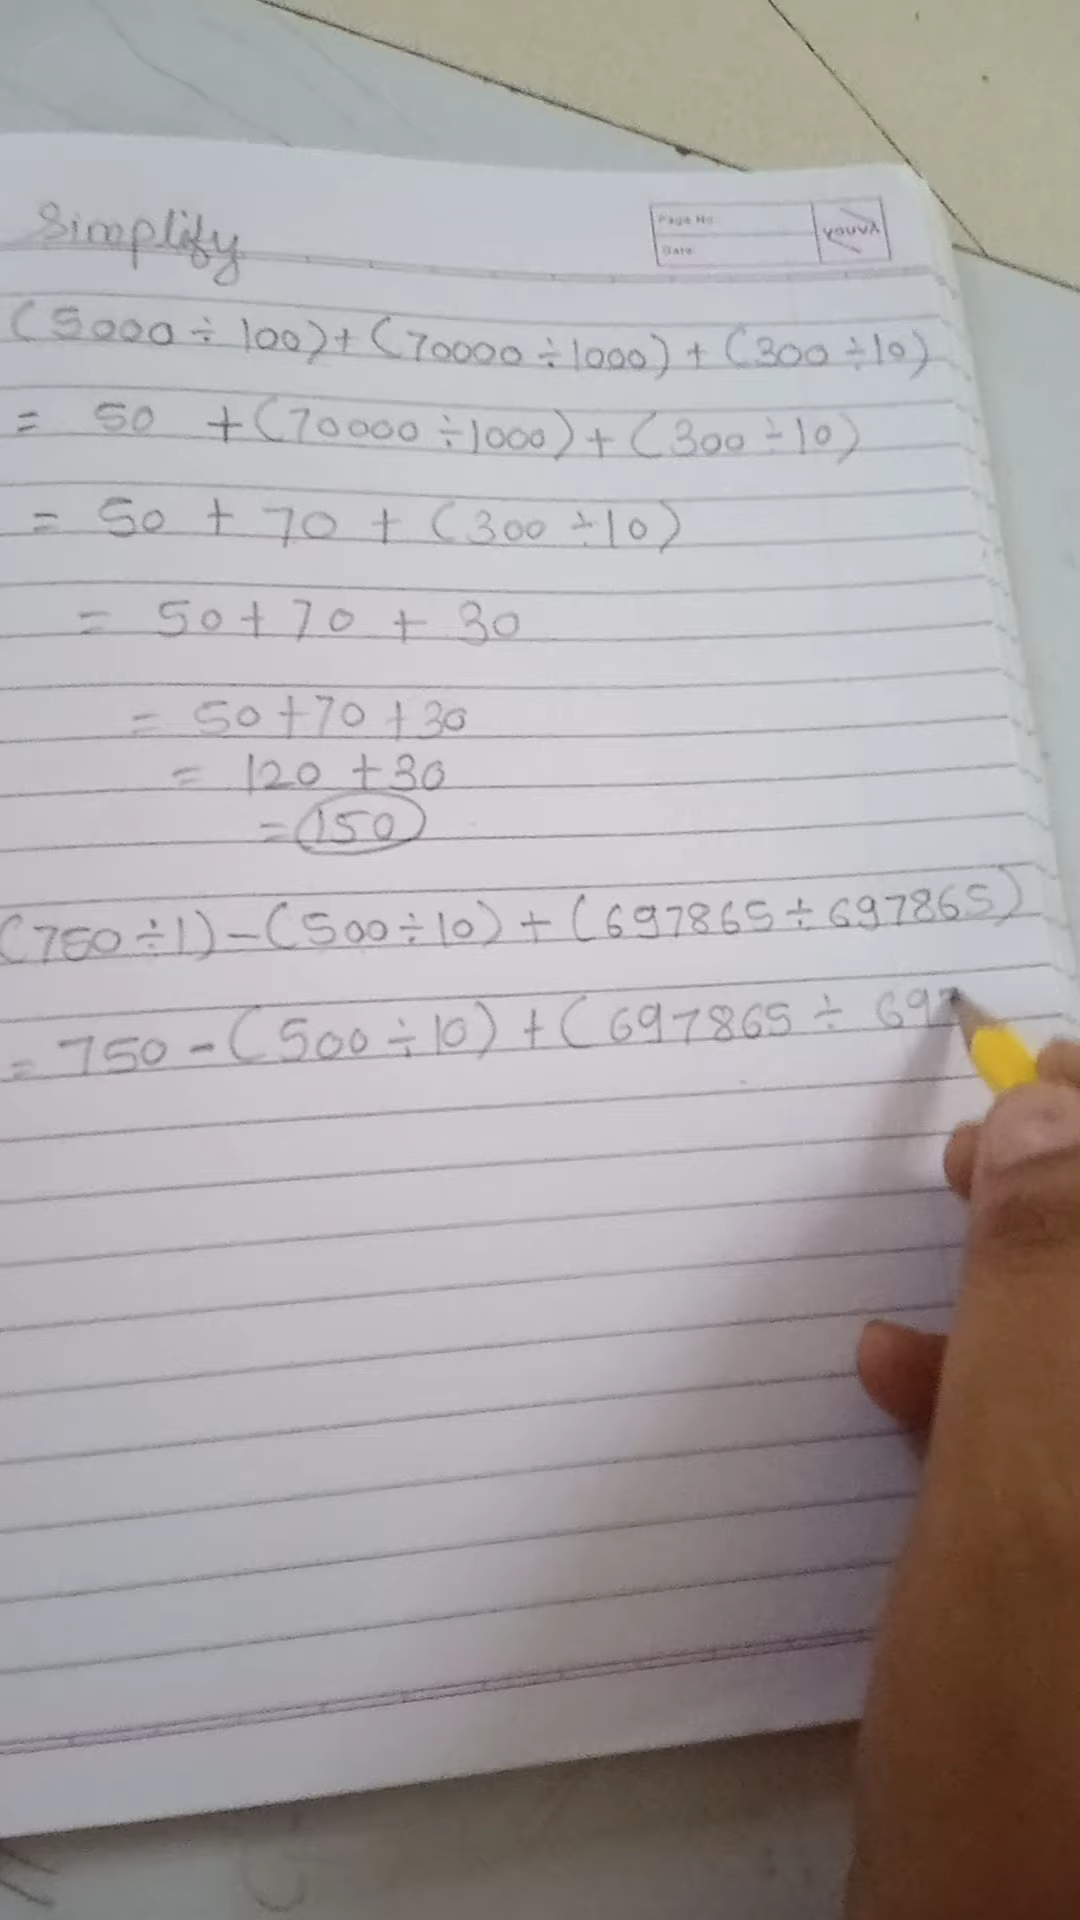 Simplify
Page No:
Date
youva
(5000÷100)+(70000÷1000)+(300÷10)
= 50 +(70000÷1000)+(300÷10)
= 50 + 70 + (300÷10)
= 50+70 + 30
= 50+70+30
= 120+30
= 150
(750÷1)-(500÷10)+(697865÷697865)
= 750-(500÷10)+(697865÷697